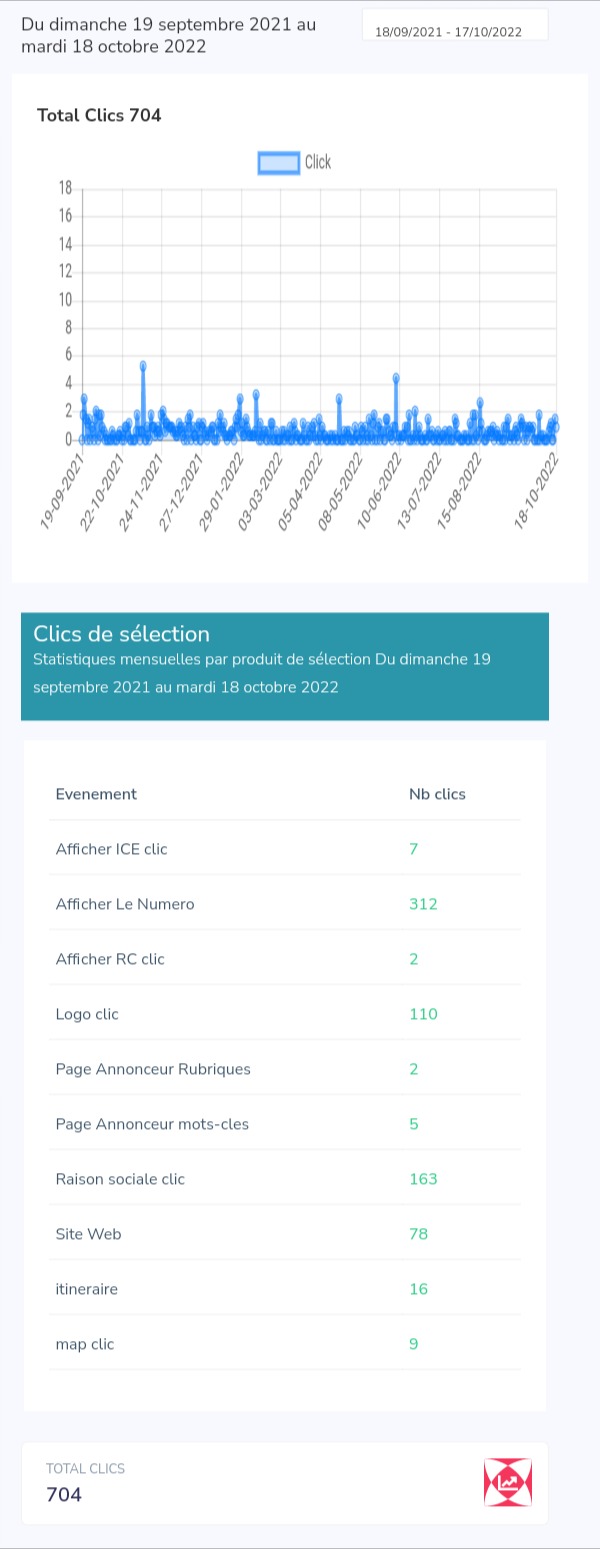 Du dimanche 19 septembre 2021 au
mardi 18 octobre 2022
18/09/2021 - 17/10/2022
Total Clics 704
Click
18
16
14
12
10
8
6
4
2
0
19-09-2021
22-10-2021
24-11-2021
27-12-2021
29-01-2022
03-03-2022
05-04-2022
08-05-2022
10-06-2022
13-07-2022
15-08-2022
18-10-2022
Clics de sélection
Statistiques mensuelles par produit de sélection Du dimanche 19
septembre 2021 au mardi 18 octobre 2022
Evenement Nb clics
Afficher ICE clic 7
Afficher Le Numero 312
Afficher RC clic 2
Logo clic 110
Page Annonceur Rubriques 2
Page Annonceur mots-cles 5
Raison sociale clic 163
Site Web 78
itineraire 16
map clic 9
TOTAL CLICS
704